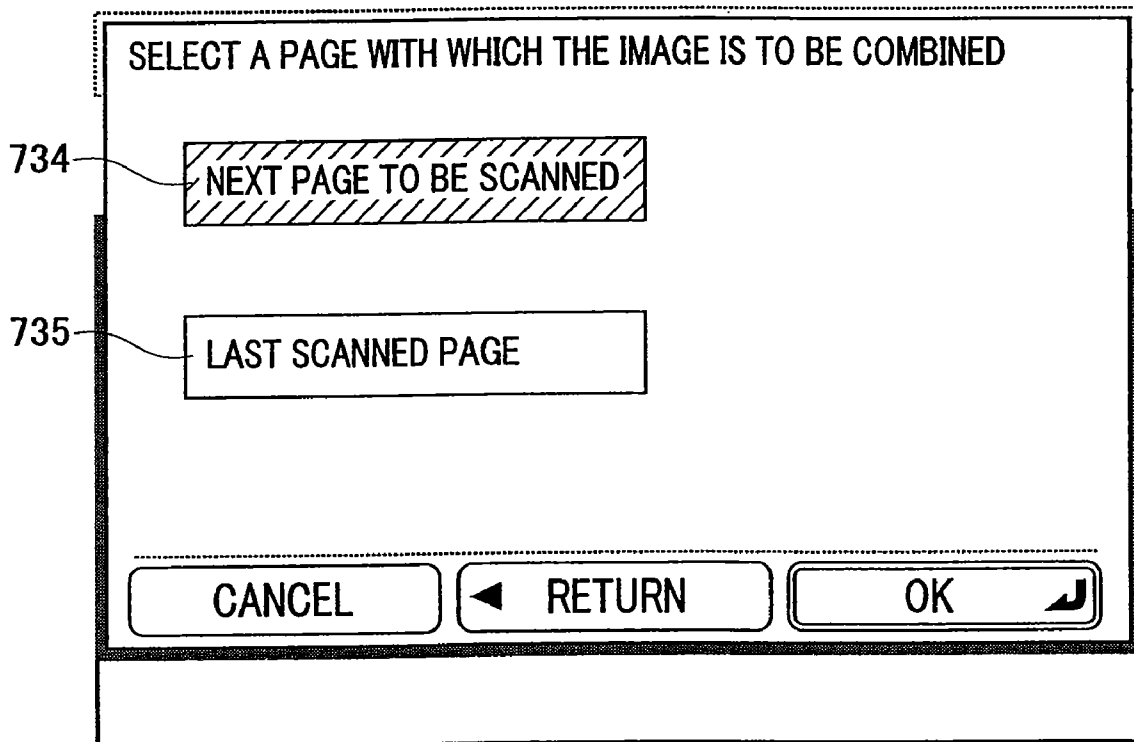 SELECT A PAGE WITH WHICH THE IMAGE IS TO BE COMBINED
734
NEXT PAGE TO BE SCANNED
735
LAST SCANNED PAGE
CANCEL
◀ RETURN
OK